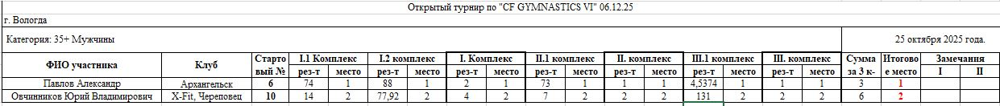 Открытый турнир по "CF GYMNASTICS VI" 06.12.25
г. Вологда
Категория: 35+ Мужчины 25 октября 2025 года.
ФИО участника Клуб Старто вый № I.1 Комплекс I.2 комплекс I. Комплекс II.1 комплекс II. комплекс III.1 комплекс III. комплекс Сумма за 3 к- Итогово е место Замечания
рез-т место рез-т место рез-т место рез-т место рез-т место рез-т место рез-т место I II
Павлов Александр Архангельск 6 74 1 88 1 2 1 73 1 1 1 4,5374 1 1 1 3 1
Овчинников Юрий Владимирович X-Fit, Череповец 10 14 2 77,92 2 4 2 7 2 2 2 131 2 2 2 6 2